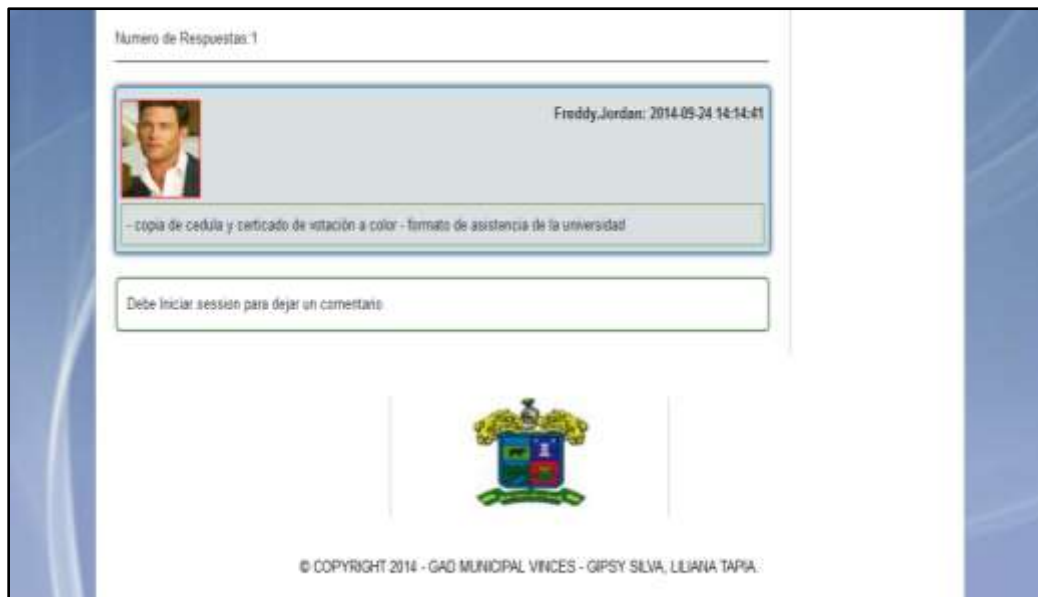 Numero de Respuestas:1
Freddy.Jordan: 2014-09-24 14:14:41
- copia de cedula y certicado de votación a color - formato de asistencia de la universidad
Debe Iniciar session para dejar un comentario
© COPYRIGHT 2014 - GAD MUNICIPAL VINCES - GIPSY SILVA, LILIANA TAPIA.